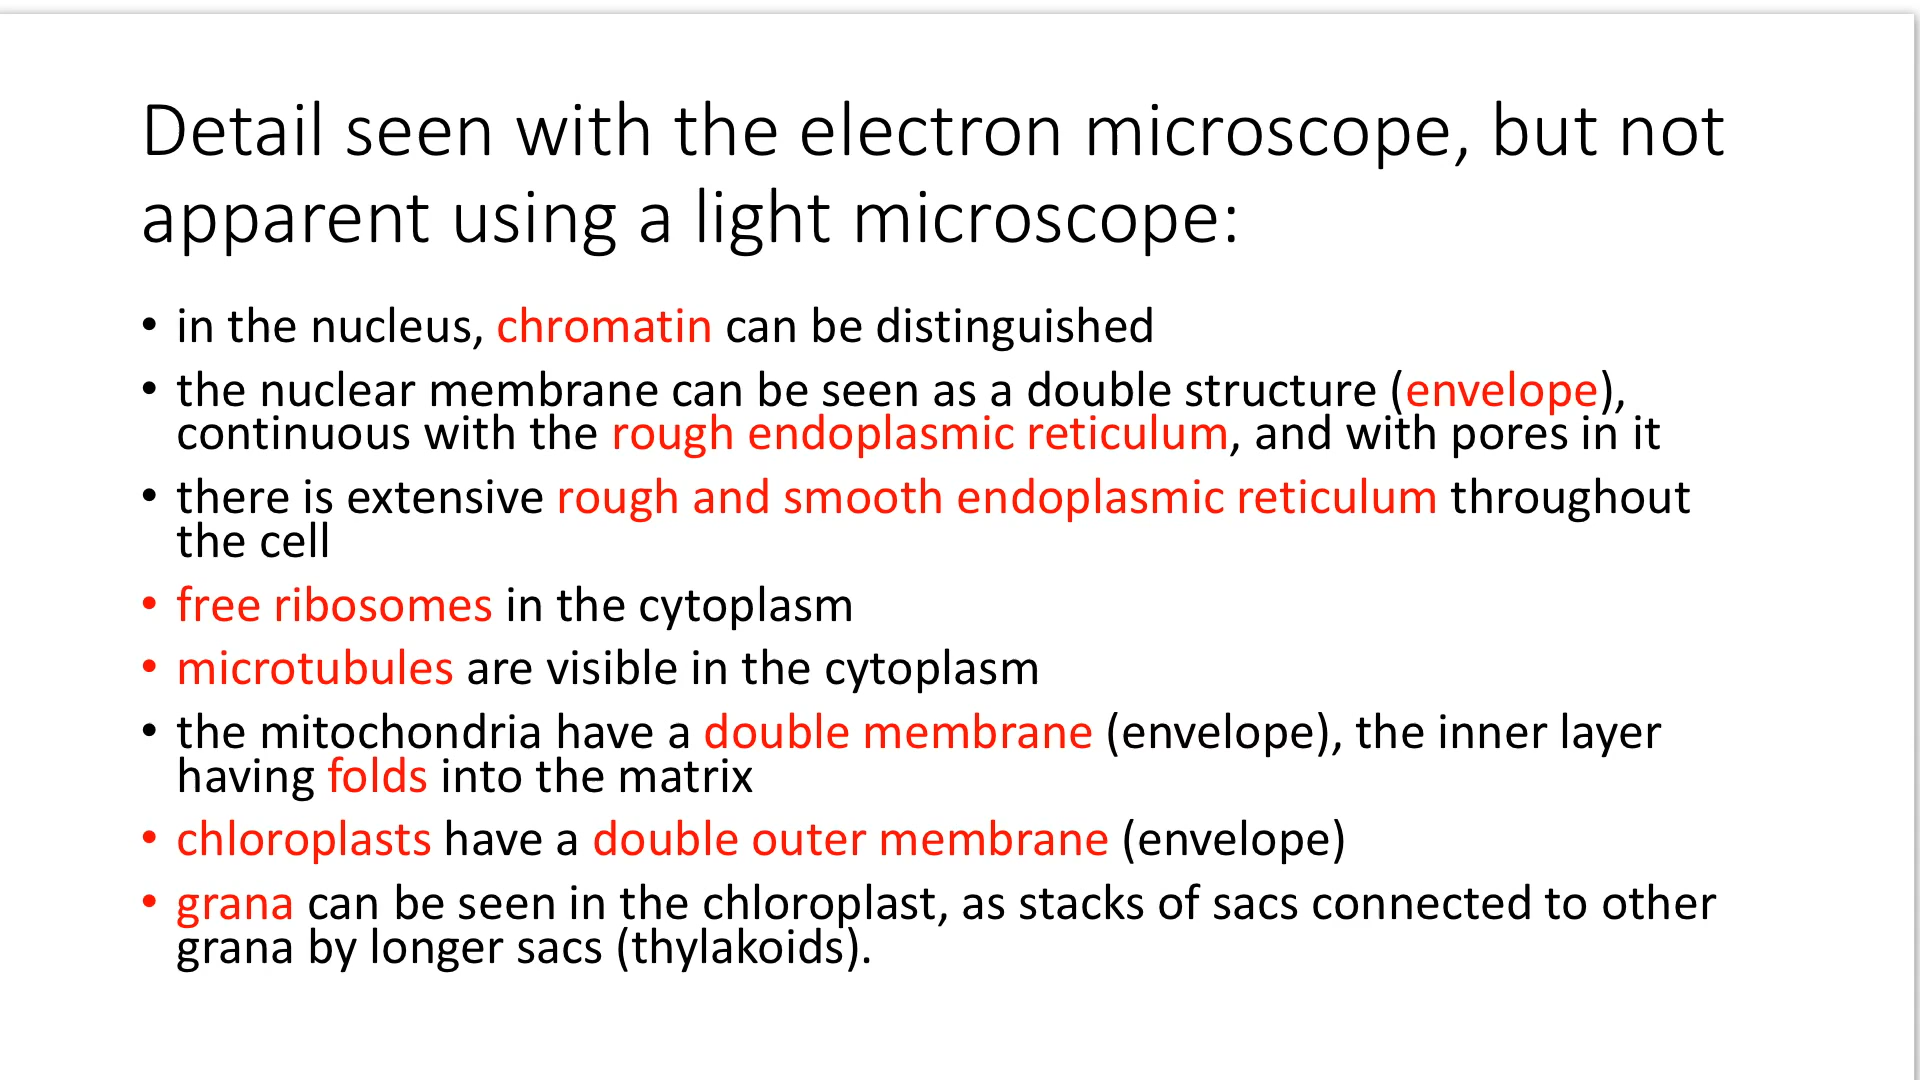 Detail seen with the electron microscope, but not
apparent using a light microscope:
• in the nucleus, chromatin can be distinguished
• the nuclear membrane can be seen as a double structure (envelope),
continuous with the rough endoplasmic reticulum, and with pores in it
• there is extensive rough and smooth endoplasmic reticulum throughout
the cell
• free ribosomes in the cytoplasm
• microtubules are visible in the cytoplasm
• the mitochondria have a double membrane (envelope), the inner layer
having folds into the matrix
• chloroplasts have a double outer membrane (envelope)
• grana can be seen in the chloroplast, as stacks of sacs connected to other
grana by longer sacs (thylakoids).